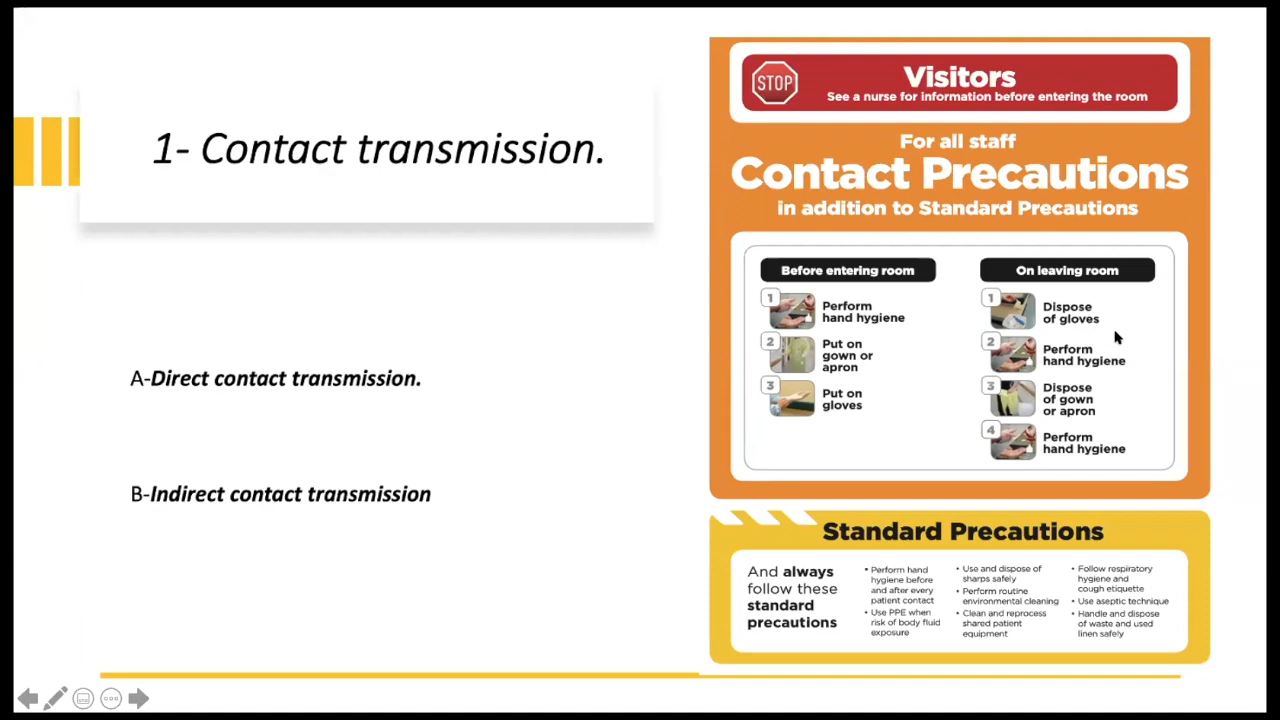 1- Contact transmission.
A-Direct contact transmission.
B-Indirect contact transmission
STOP
Visitors
See a nurse for information before entering the room
For all staff
Contact Precautions
in addition to Standard Precautions
Before entering room
1
Perform
hand hygiene
2
Put on
gown or
apron
3
Put on
gloves
On leaving room
1
Dispose
of gloves
2
Perform
hand hygiene
3
Dispose
of gown
or apron
4
Perform
hand hygiene
Standard Precautions
And always
follow these
standard
precautions
• Perform hand
hygiene before
and after every
patient contact
• Use PPE when
risk of body fluid
exposure
• Use and dispose of
sharps safely
• Perform routine
environmental cleaning
• Clean and reprocess
shared patient
equipment
• Follow respiratory
hygiene and
cough etiquette
• Use aseptic technique
• Handle and dispose
of waste and used
linen safely